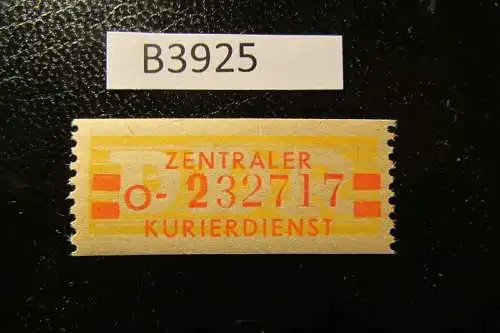 B3925
ZENTRALER
O-232717
KURIERDIENST